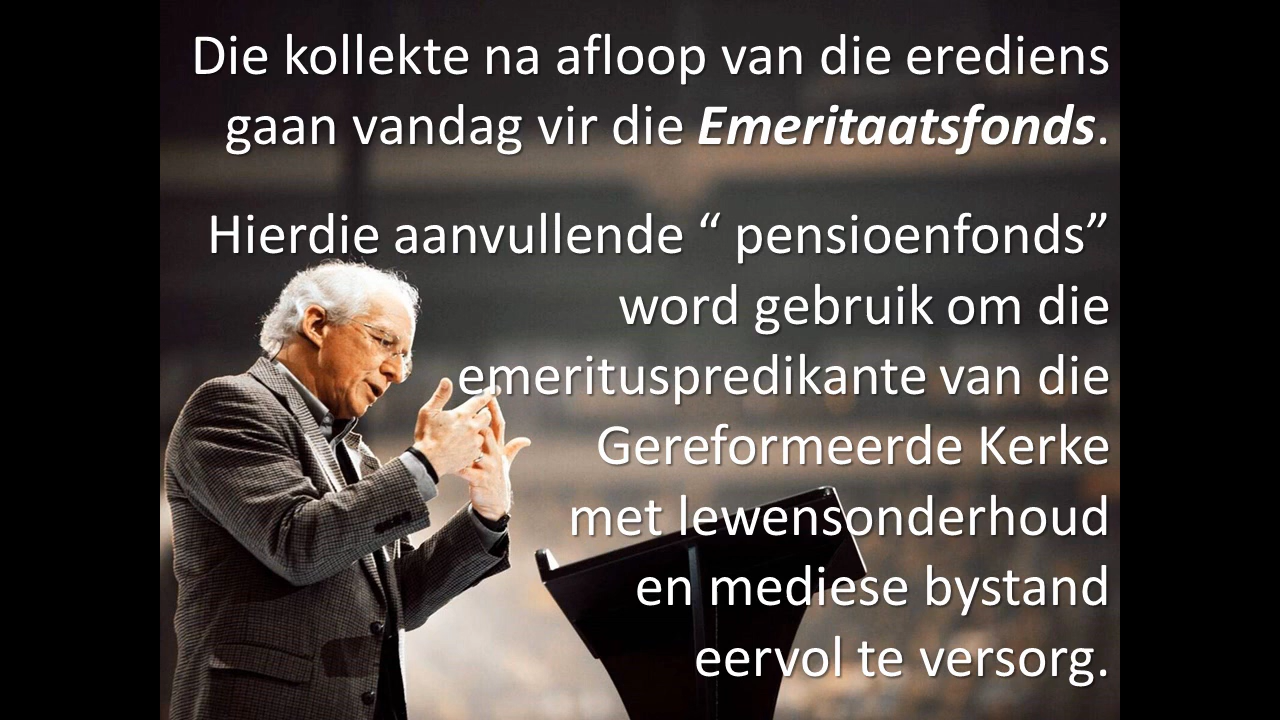 Die kollekte na afloop van die erediens
gaan vandag vir die Emeritaatsfonds.
Hierdie aanvullende “ pensioenfonds”
word gebruik om die
emerituspredikante van die
Gereformeerde Kerke
met lewensonderhoud
en mediese bystand
eervol te versorg.